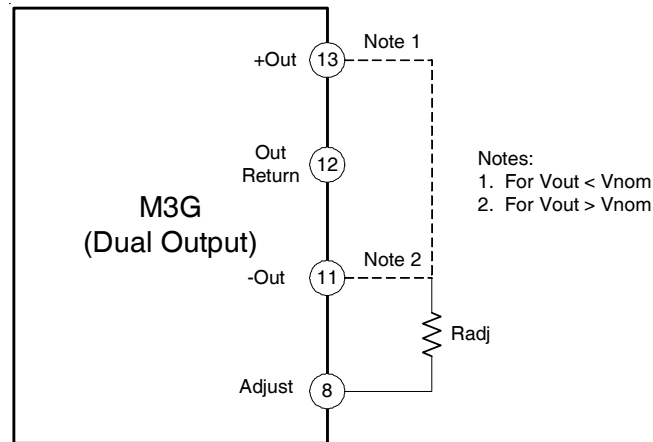 +Out
13
Note 1
Out
Return
12
M3G
(Dual Output)
Notes:
1. For Vout < Vnom
2. For Vout > Vnom
-Out
11
Note 2
Radj
Adjust
8